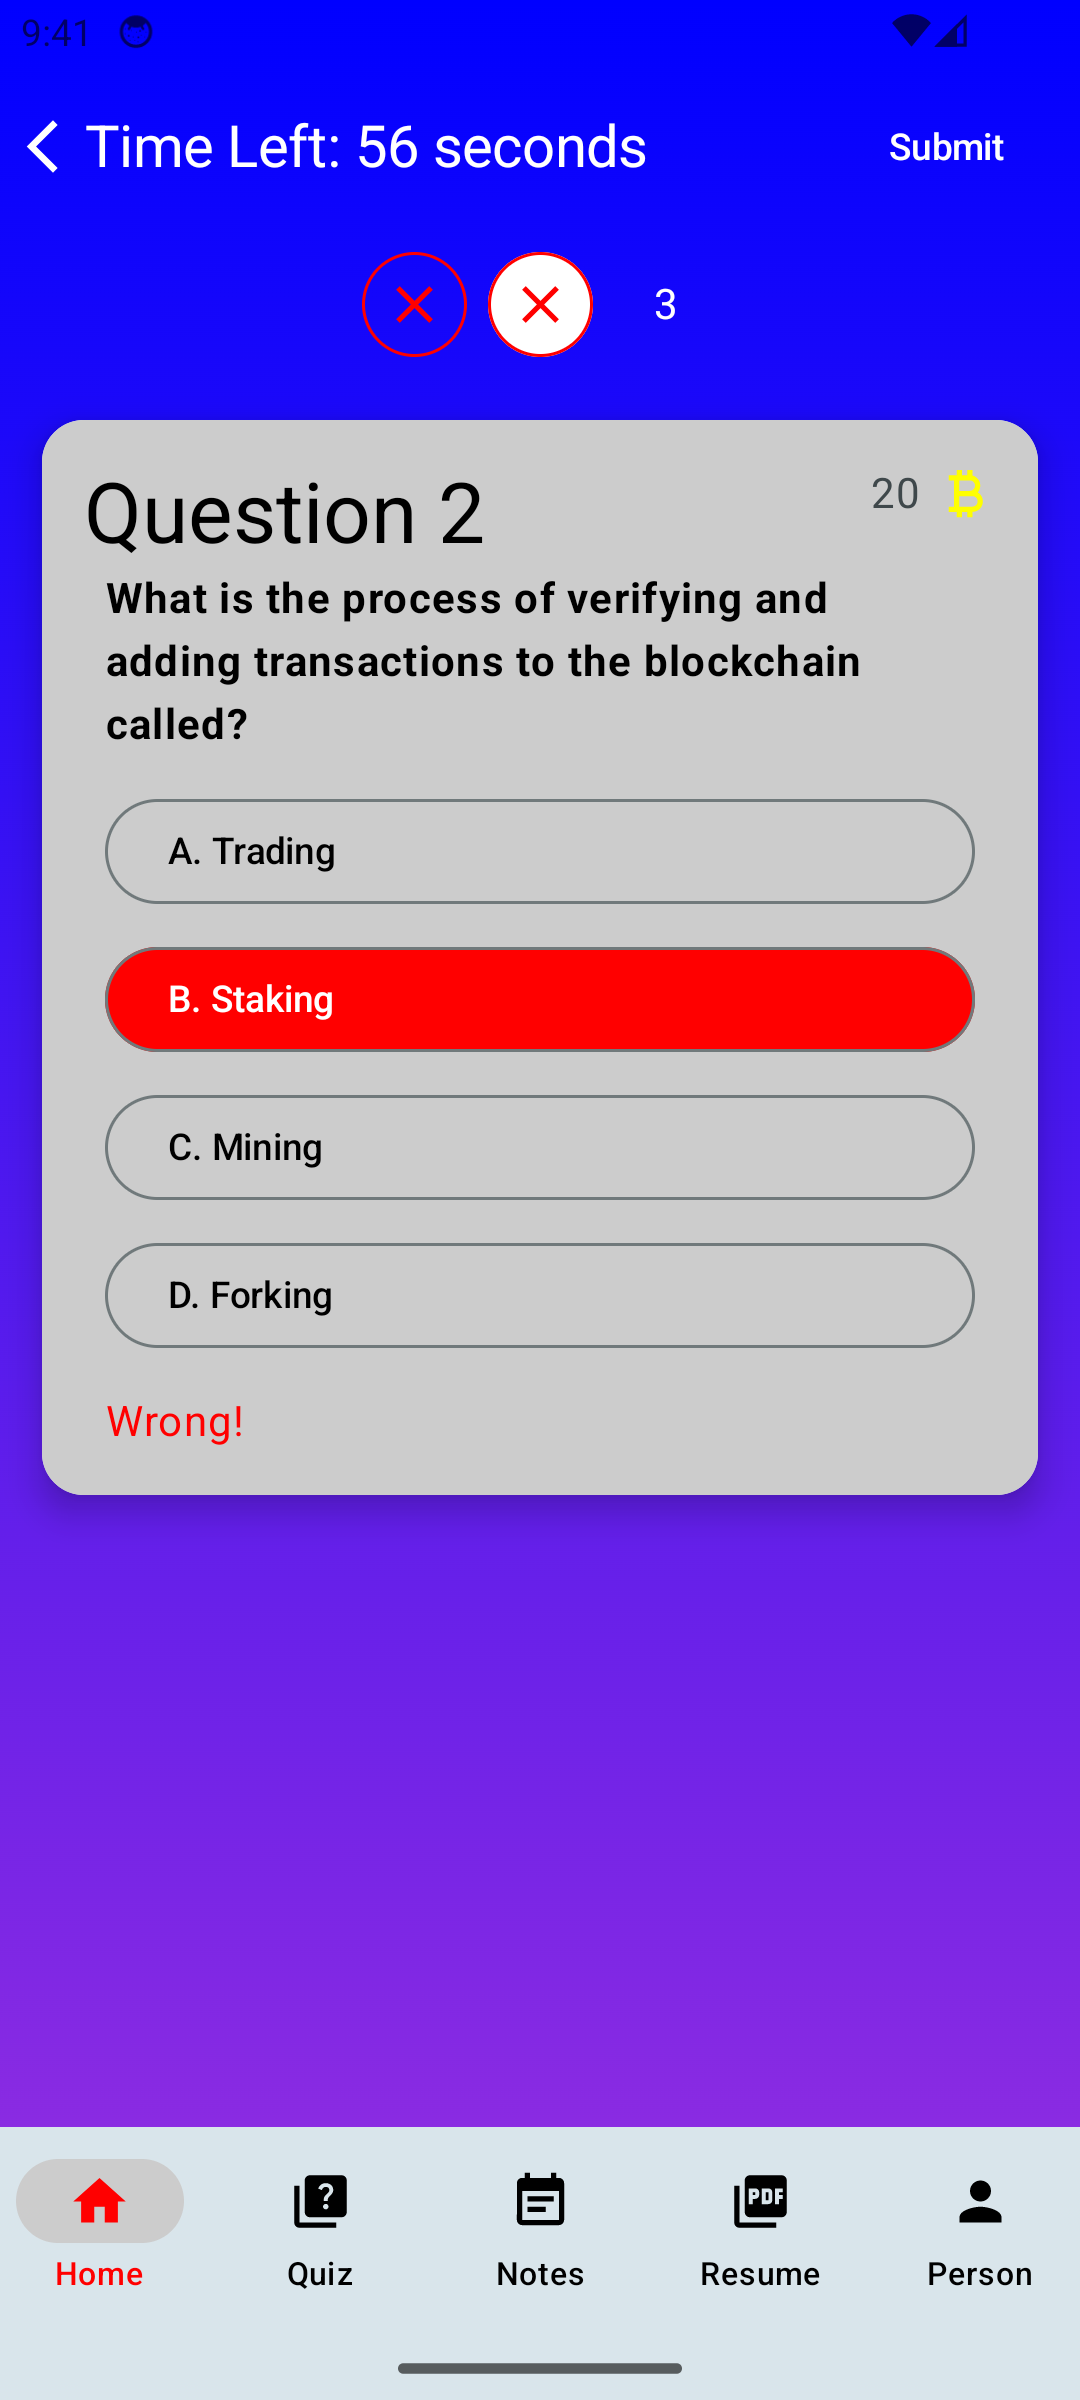 9:41
Time Left: 56 seconds
Submit
3
Question 2
20
What is the process of verifying and
adding transactions to the blockchain
called?
A. Trading
B. Staking
C. Mining
D. Forking
Wrong!
?
PDF
Home
Quiz
Notes
Resume
Person